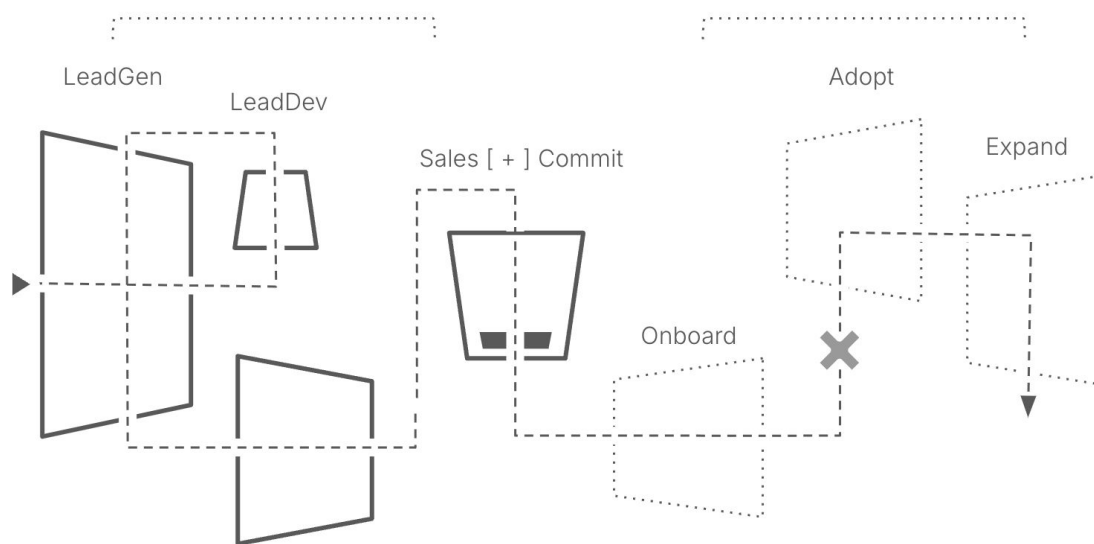 LeadGen
LeadDev
Sales [ + ] Commit
Onboard
Adopt
Expand